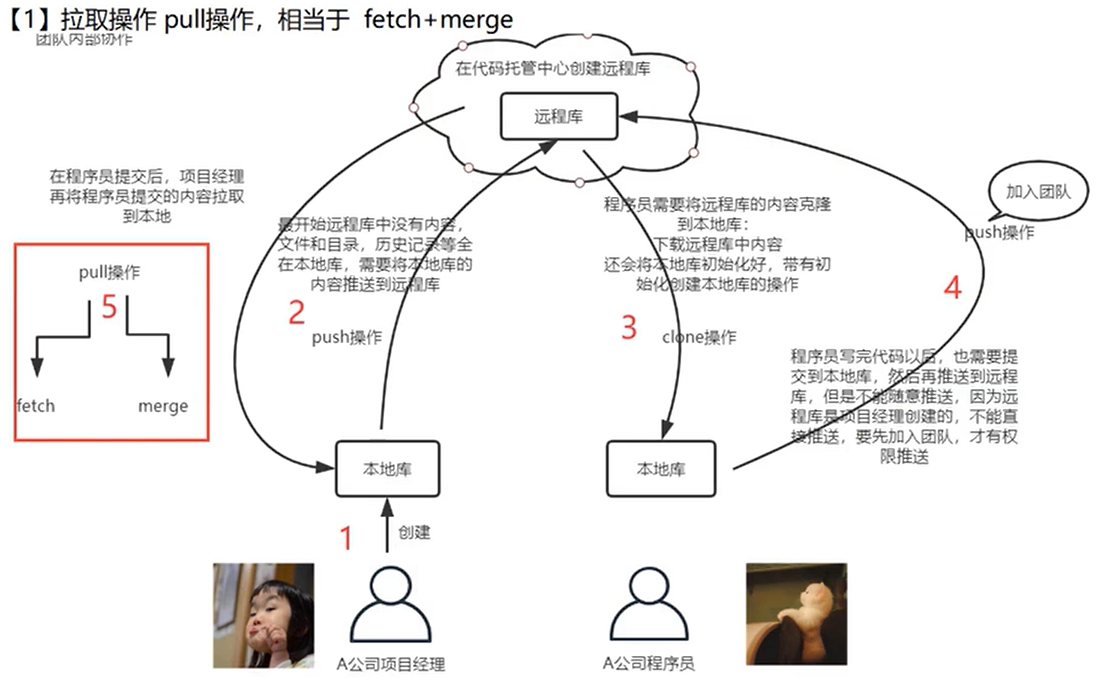 【1】拉取操作 pull操作，相当于 fetch+merge
团队内部协作
在代码托管中心创建远程库
远程库
在程序员提交后，项目经理
再将程序员提交的内容拉取
到本地
pull操作
5
fetch
merge
最开始远程库中没有内容，
文件和目录，历史记录等全
在本地库，需要将本地库的
内容推送到远程库
2
push操作
程序员需要将远程库的内容克隆
到本地库：
下载远程库中内容
还会将本地库初始化好，带有初
始化创建本地库的操作
3
clone操作
加入团队
push操作
4
程序员写完代码以后，也需要提
交到本地库，然后再推送到远程
库，但是不能随意推送，因为远
程库是项目经理创建的，不能直
接推送，要先加入团队，才有权
限推送
本地库
本地库
1
创建
A公司项目经理
A公司程序员